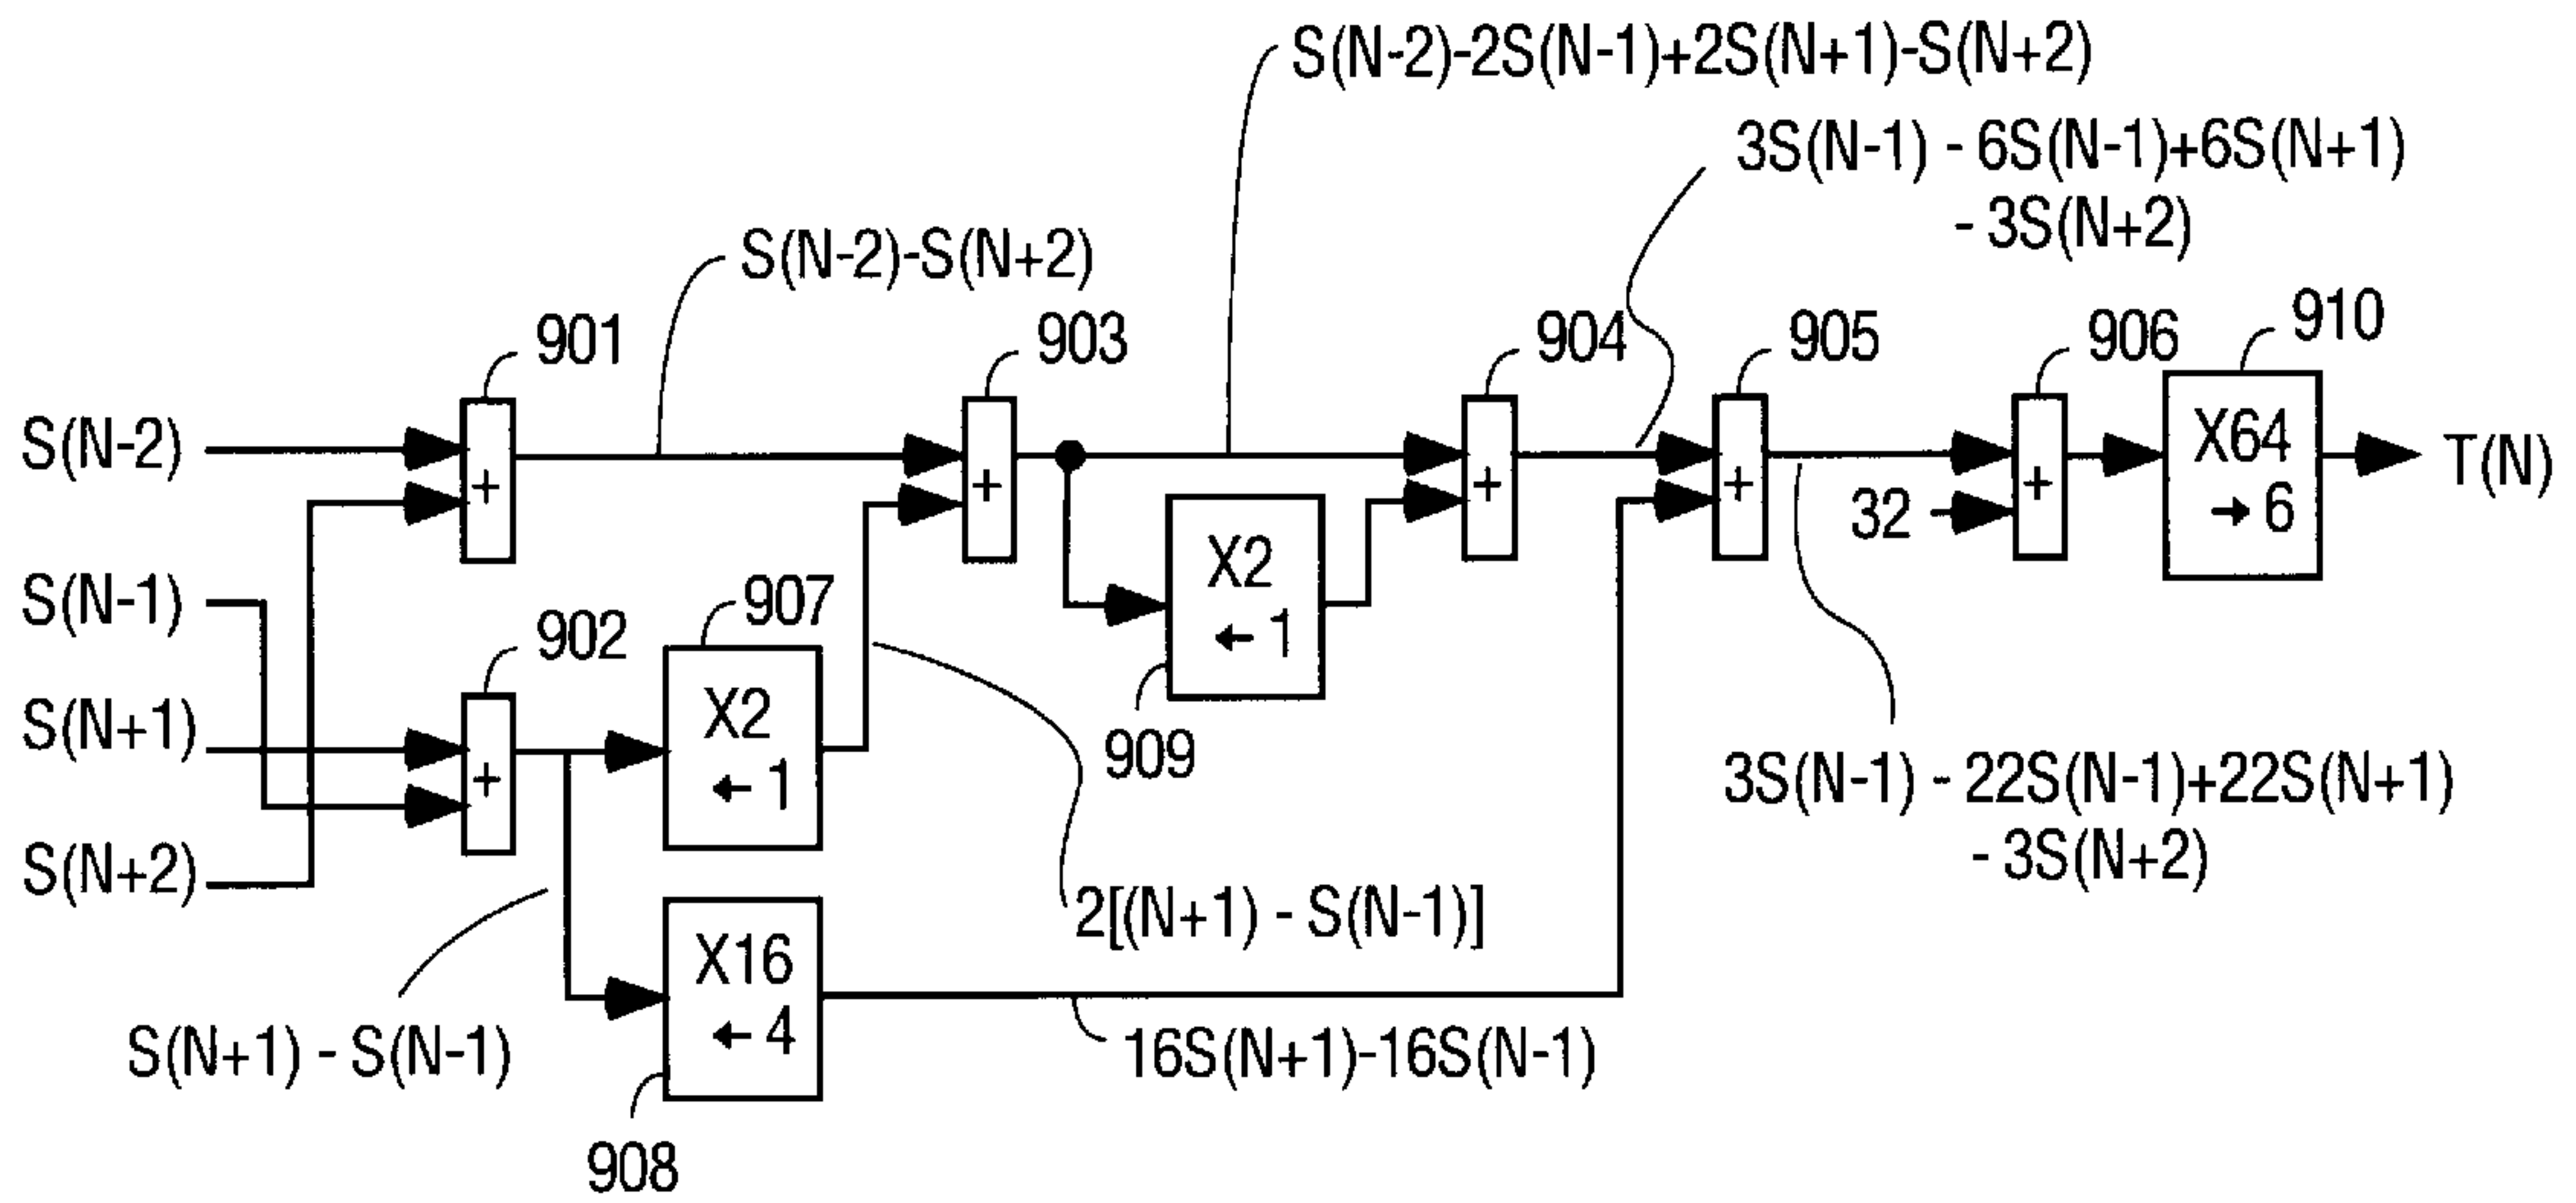 S(N-2)-2S(N-1)+2S(N+1)-S(N+2)
3S(N-1) - 6S(N-1)+6S(N+1)
- 3S(N+2)
S(N-2)-S(N+2)
901
903
904
905
906
910
S(N-2)
+
+
+
+
+
32
X64
→ 6
T(N)
S(N-1)
902
907
X2
← 1
909
S(N+1)
+
X2
← 1
S(N+2)
3S(N-1) - 22S(N-1)+22S(N+1)
- 3S(N+2)
2[(N+1) - S(N-1)]
X16
← 4
S(N+1) - S(N-1)
16S(N+1)-16S(N-1)
908